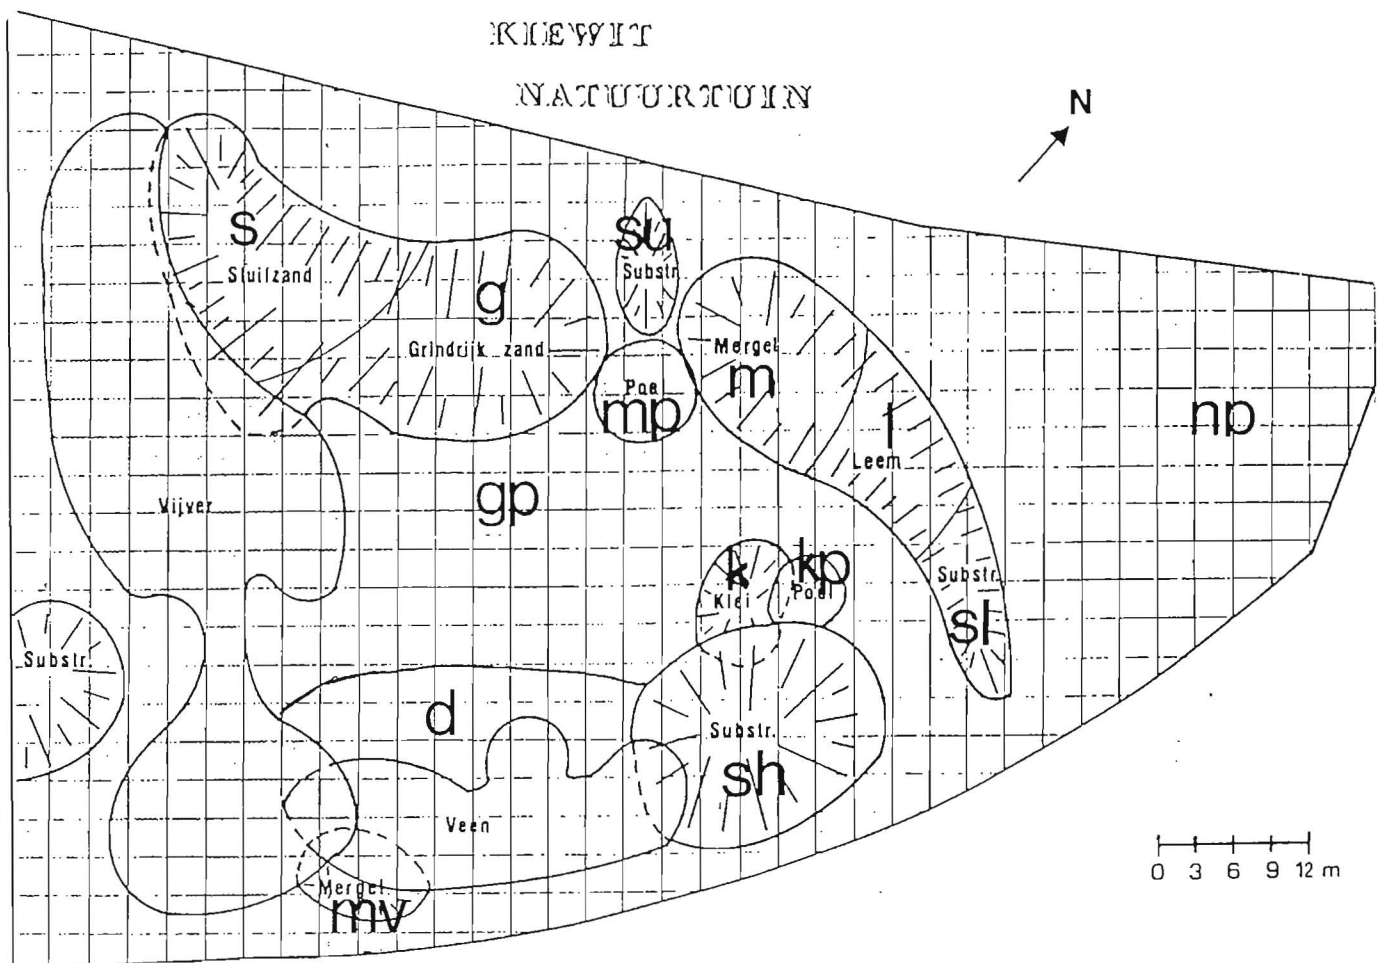 KIEWIT
NATUURTUIN
N
s
Stuifzand
g
Grindrijk zand
su
Substr.
Poel
mp
Mergel
m
l
Leem
np
Vijver
gp
k
Klei
kp
Poel
Substr.
sl
Substr.
d
Substr.
sh
Veen
Mergel
mv
0 3 6 9 12 m